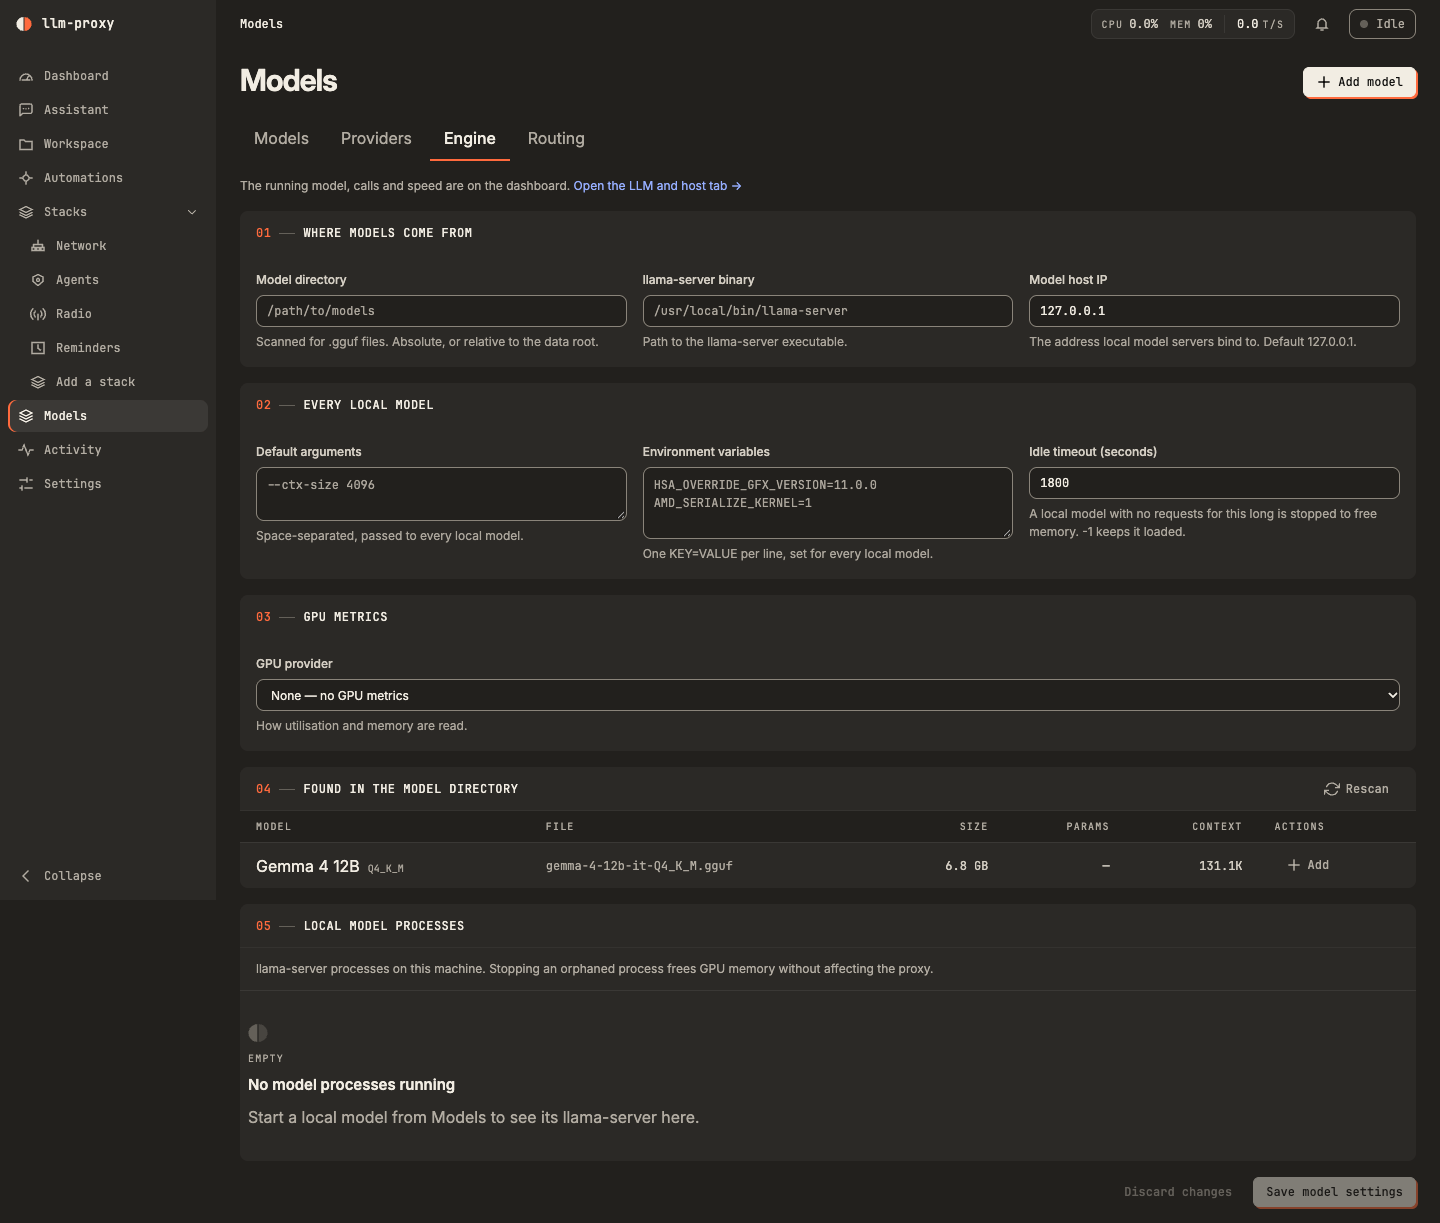 llm-proxy
Models
CPU 0.0% MEM 0% 0.0 T/S
Idle
Dashboard
Assistant
Workspace
Automations
Stacks
Network
Agents
Radio
Reminders
Add a stack
Models
Activity
Settings
Collapse
Models
Add model
Models Providers Engine Routing
The running model, calls and speed are on the dashboard. Open the LLM and host tab →
01 — WHERE MODELS COME FROM
Model directory
/path/to/models
Scanned for .gguf files. Absolute, or relative to the data root.
llama-server binary
/usr/local/bin/llama-server
Path to the llama-server executable.
Model host IP
127.0.0.1
The address local model servers bind to. Default 127.0.0.1.
02 — EVERY LOCAL MODEL
Default arguments
--ctx-size 4096
Space-separated, passed to every local model.
Environment variables
HSA_OVERRIDE_GFX_VERSION=11.0.0
AMD_SERIALIZE_KERNEL=1
One KEY=VALUE per line, set for every local model.
Idle timeout (seconds)
1800
A local model with no requests for this long is stopped to free
memory. -1 keeps it loaded.
03 — GPU METRICS
GPU provider
None — no GPU metrics
How utilisation and memory are read.
04 — FOUND IN THE MODEL DIRECTORY
Rescan
MODEL FILE SIZE PARAMS CONTEXT ACTIONS
Gemma 4 12B Q4_K_M gemma-4-12b-it-Q4_K_M.gguf 6.8 GB — 131.1K Add
05 — LOCAL MODEL PROCESSES
llama-server processes on this machine. Stopping an orphaned process frees GPU memory without affecting the proxy.
EMPTY
No model processes running
Start a local model from Models to see its llama-server here.
Discard changes
Save model settings